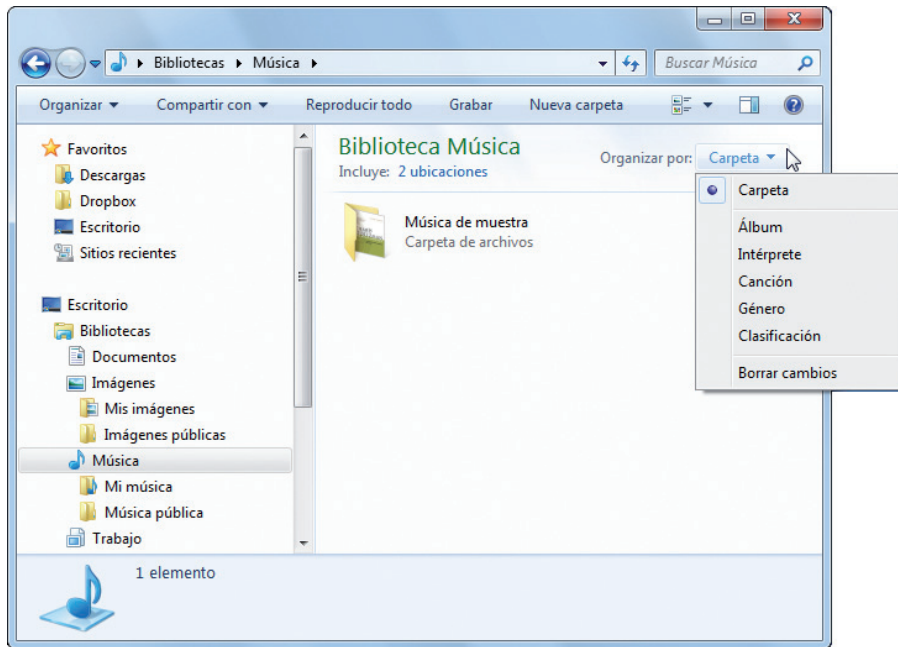 Bibliotecas Música
Buscar Música
Organizar Compartir con Reproducir todo Grabar Nueva carpeta
Favoritos
Descargas
Dropbox
Escritorio
Sitios recientes
Escritorio
Bibliotecas
Documentos
Imágenes
Mis imágenes
Imágenes públicas
Música
Mi música
Música pública
Trabajo
Biblioteca Música
Incluye: 2 ubicaciones
Organizar por: Carpeta
Música de muestra
Carpeta de archivos
Carpeta
Álbum
Intérprete
Canción
Género
Clasificación
Borrar cambios
1 elemento